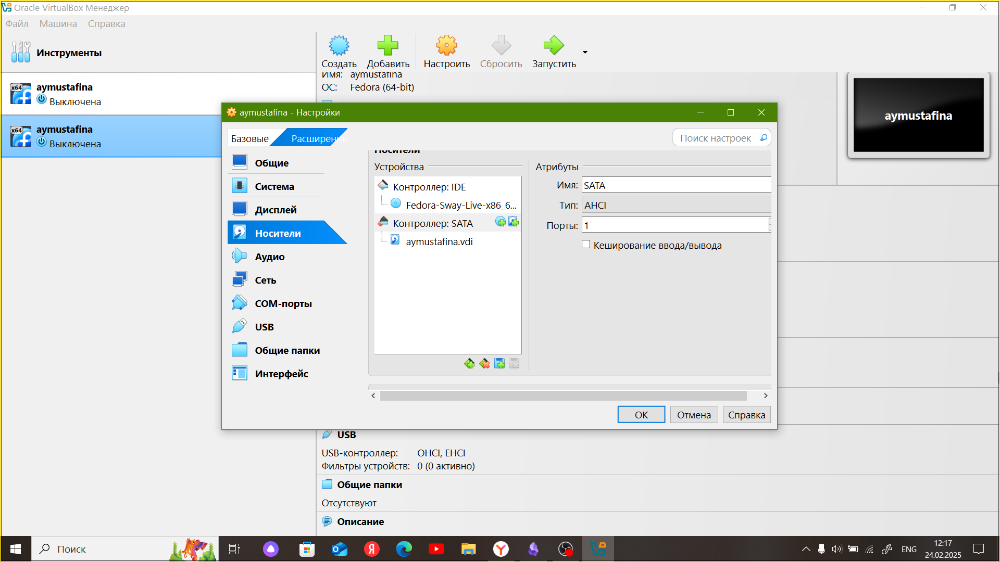 Oracle VirtualBox Менеджер
Файл Машина Справка
Инструменты
Создать Добавить Настроить Сбросить Запустить
x64 aymustafina
Выключена
x64 aymustafina
Выключена
Имя: aymustafina
ОС: Fedora (64-bit)
aymustafina
aymustafina - Настройки
Базовые Расширенны
Поиск настроек
Общие
Система
Дисплей
Носители
Аудио
Сеть
COM-порты
USB
Общие папки
Интерфейс
Носители
Устройства
Контроллер: IDE
Fedora-Sway-Live-x86_6...
Контроллер: SATA
aymustafina.vdi
Атрибуты
Имя: SATA
Тип: AHCI
Порты: 1
Кеширование ввода/вывода
OK Отмена Справка
USB
USB-контроллер: OHCI, EHCI
Фильтры устройств: 0 (0 активно)
Общие папки
Отсутствуют
Описание
Поиск
ENG
12:17
24.02.2025